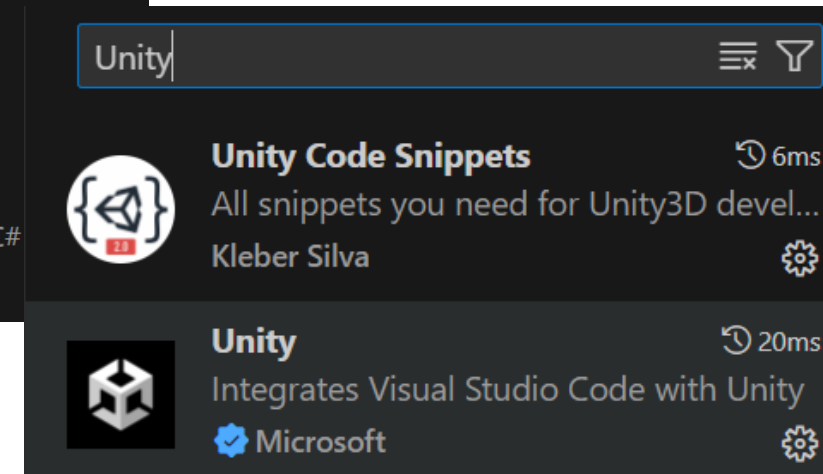 Unity
Unity Code Snippets
6ms
All snippets you need for Unity3D devel...
2.0
C#
Kleber Silva
Unity
20ms
Integrates Visual Studio Code with Unity
Microsoft